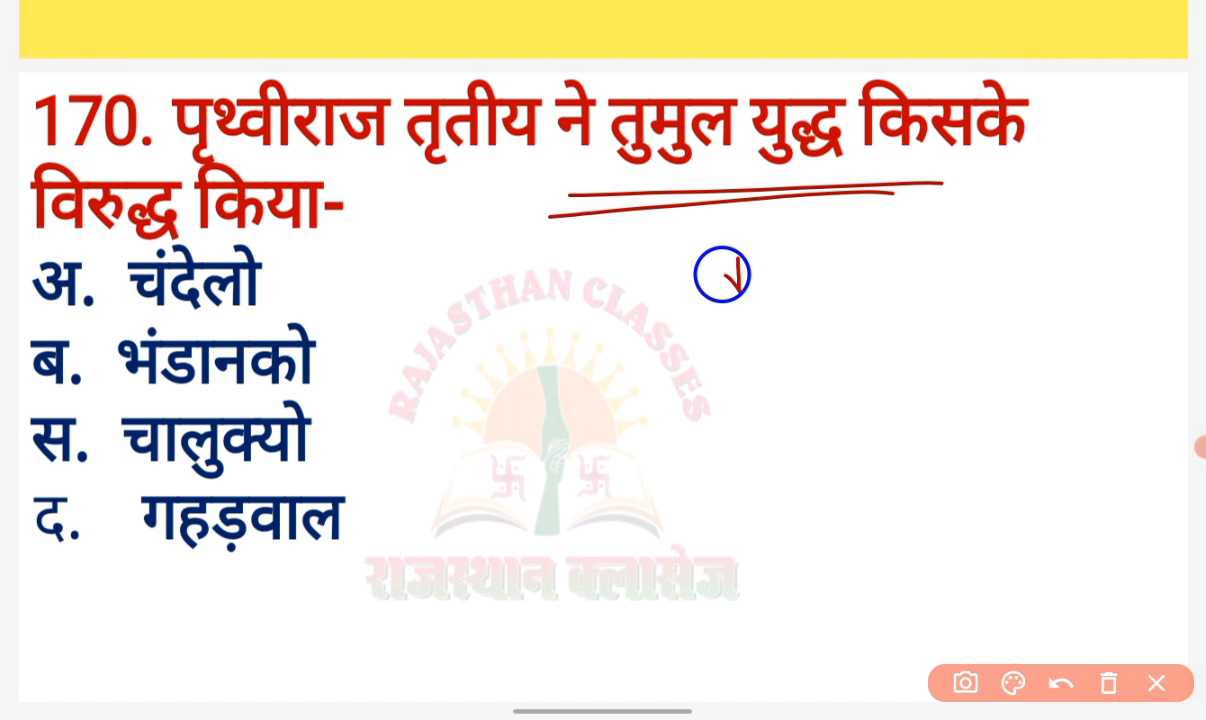 170. पृथ्वीराज तृतीय ने तुमुल युद्ध किसके
विरुद्ध किया-
अ. चंदेलो
ब. भंडानको
स. चालुक्यो
द. गहड़वाल
RAJASTHAN CLASSES
राजस्थान क्लासेज